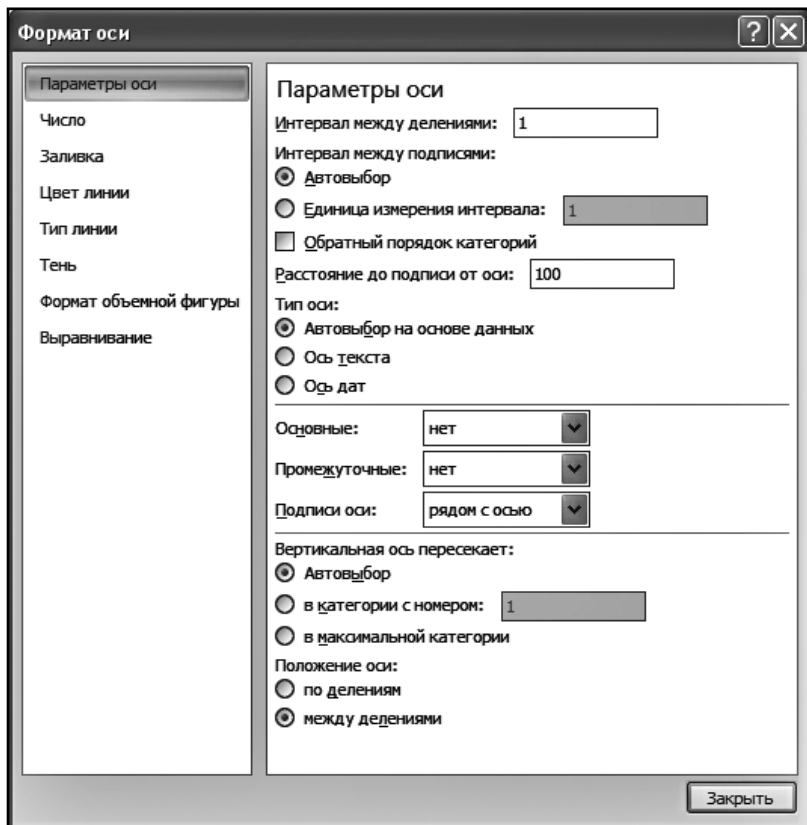 Формат оси
?
Параметры оси
Число
Заливка
Цвет линии
Тип линии
Тень
Формат объемной фигуры
Выравнивание
Параметры оси
Интервал между делениями: 1
Интервал между подписями:
Автовыбор
Единица измерения интервала: 1
Обратный порядок категорий
Расстояние до подписи от оси: 100
Тип оси:
Автовыбор на основе данных
Ось текста
Ось дат
Основные: нет
Промежуточные: нет
Подписи оси: рядом с осью
Вертикальная ось пересекает:
Автовыбор
в категории с номером: 1
в максимальной категории
Положение оси:
по делениям
между делениями
Закрыть